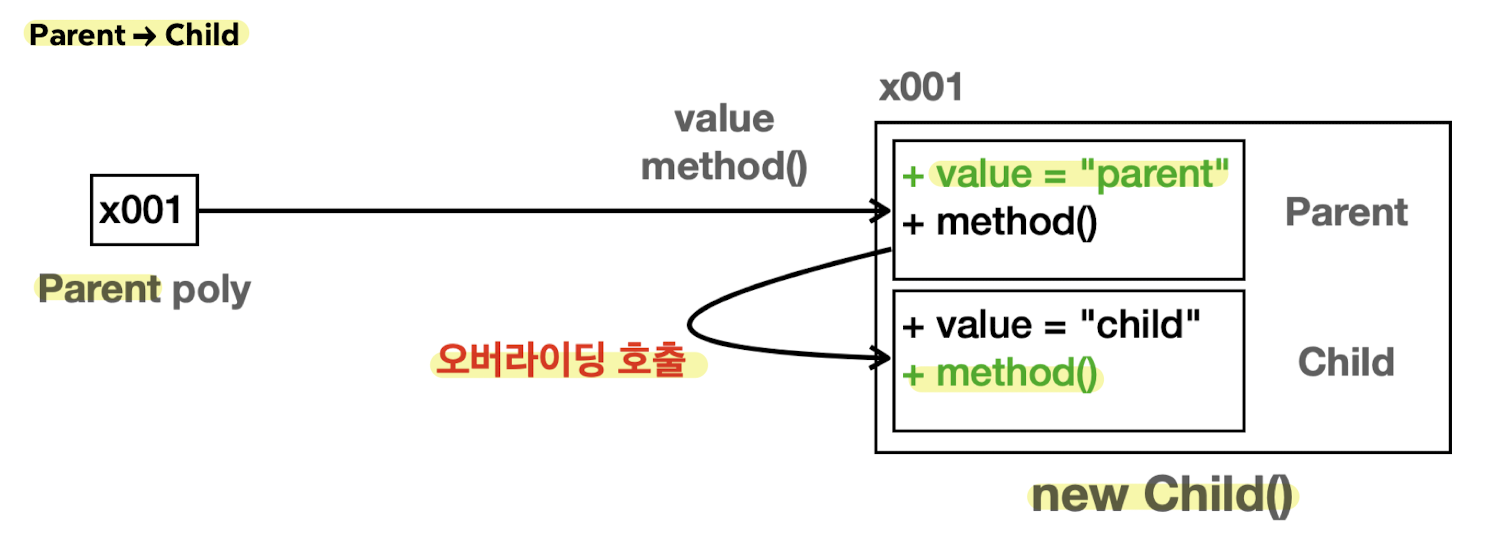 Parent → Child
x001
value
method()
+ value = "parent"
+ method()
Parent
x001
Parent poly
오버라이딩 호출
+ value = "child"
+ method()
Child
new Child()